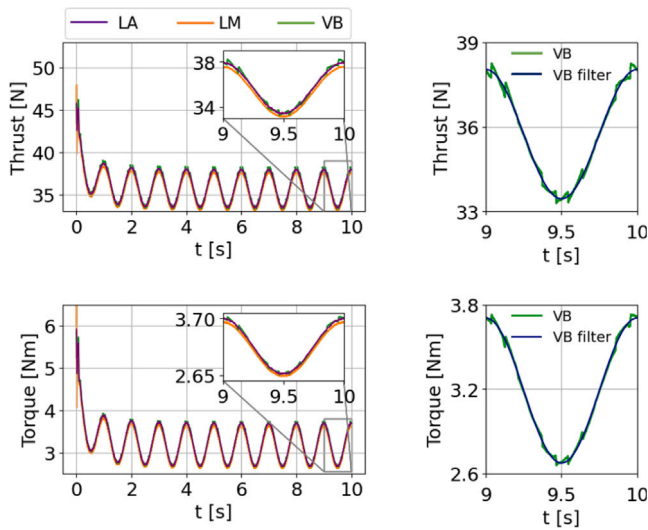 LA LM VB
Thrust [N]
50
45
40
35
38
34
9 9.5 10
0 2 4 6 8 10
t [s]
Thrust [N]
39
36
33
VB
VB filter
9 9.5 10
t [s]
Torque [Nm]
6
5
4
3
3.70
2.65
9 9.5 10
0 2 4 6 8 10
t [s]
Torque [Nm]
3.8
3.2
2.6
VB
VB filter
9 9.5 10
t [s]